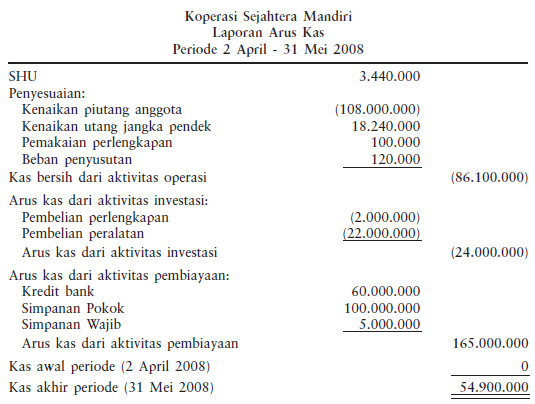 Koperasi Sejahtera Mandiri
Laporan Arus Kas
Periode 2 April - 31 Mei 2008
SHU 3.440.000
Penyesuaian:
Kenaikan piutang anggota (108.000.000)
Kenaikan utang jangka pendek 18.240.000
Pemakaian perlengkapan 100.000
Beban penyusutan 120.000
Kas bersih dari aktivitas operasi (86.100.000)
Arus kas dari aktivitas investasi:
Pembelian perlengkapan (2.000.000)
Pembelian peralatan (22.000.000)
Arus kas dari aktivitas investasi (24.000.000)
Arus kas dari aktivitas pembiayaan:
Kredit bank 60.000.000
Simpanan Pokok 100.000.000
Simpanan Wajib 5.000.000
Arus kas dari aktivitas pembiayaan 165.000.000
Kas awal periode (2 April 2008) 0
Kas akhir periode (31 Mei 2008) 54.900.000